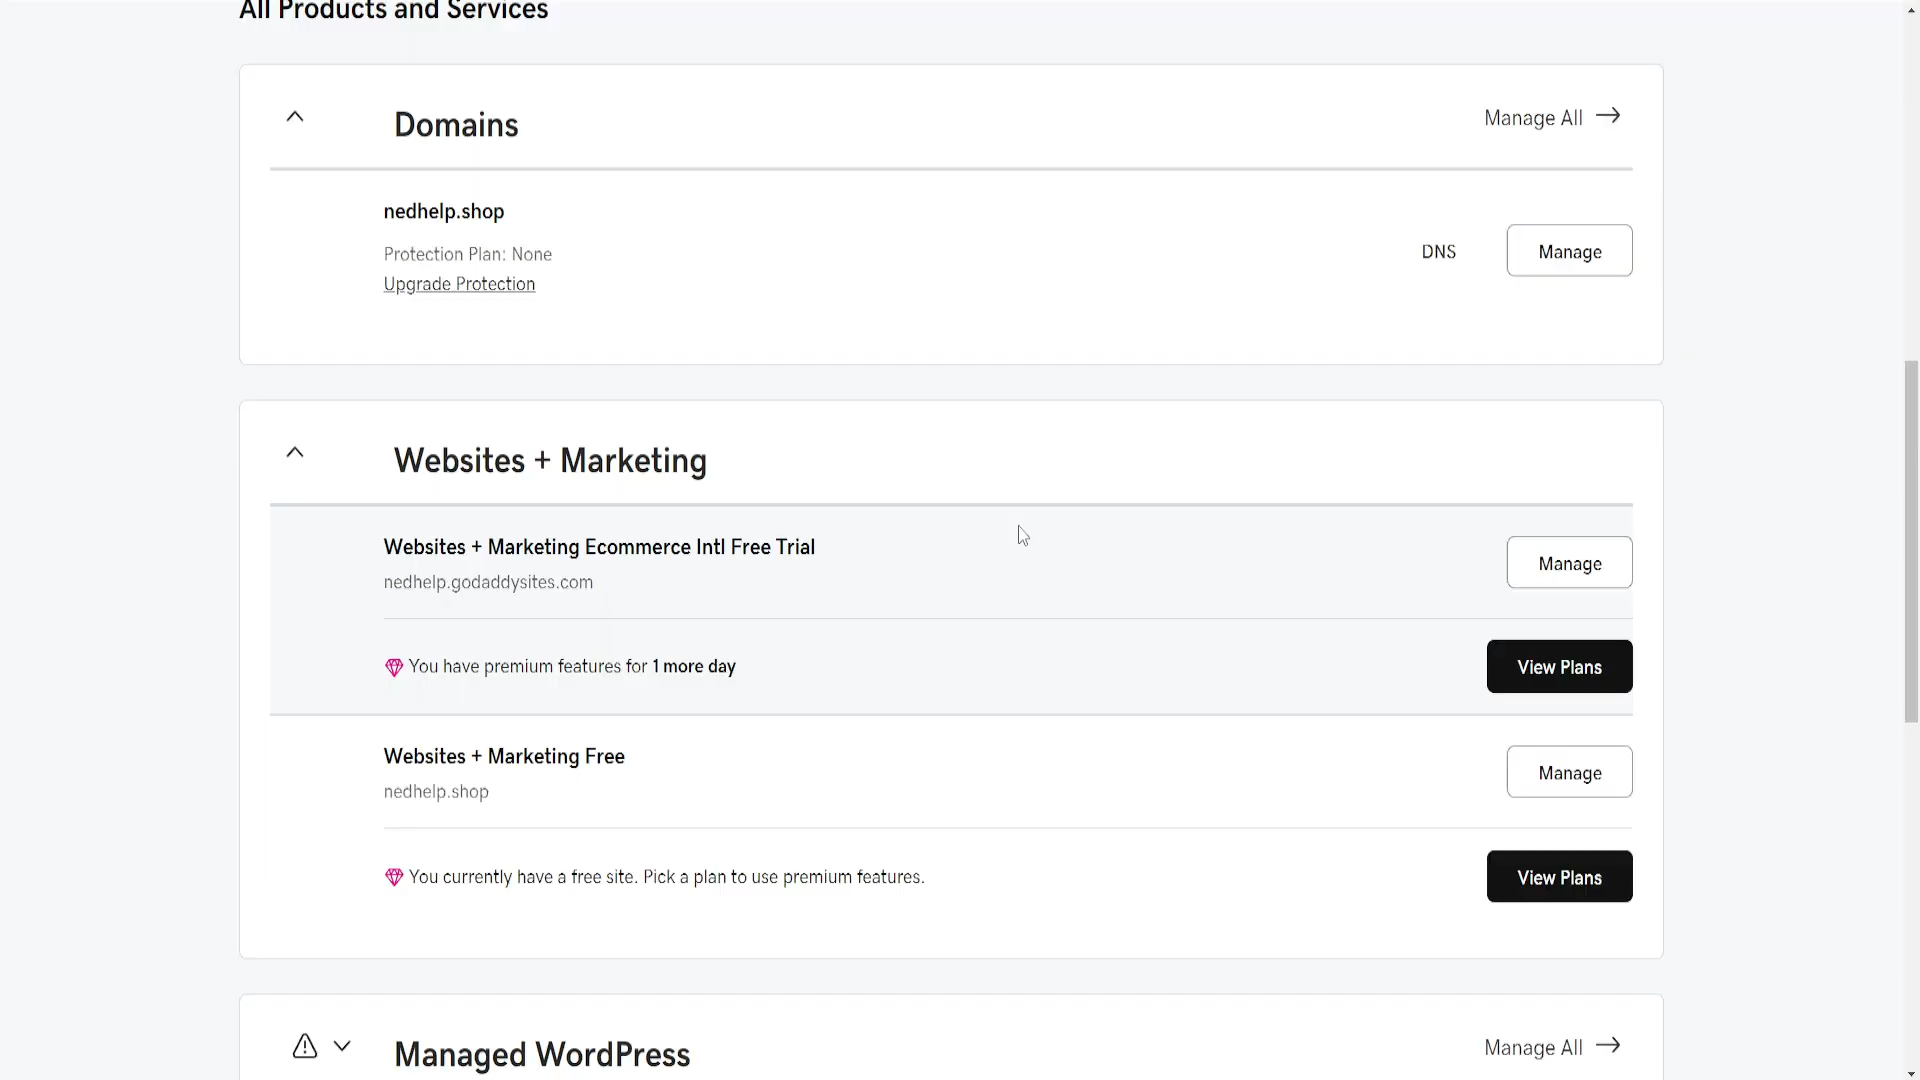 All Products and Services
Domains
Manage All
nedhelp.shop
Protection Plan: None
Upgrade Protection
DNS
Manage
Websites + Marketing
Websites + Marketing Ecommerce Intl Free Trial
nedhelp.godaddysites.com
Manage
You have premium features for 1 more day
View Plans
Websites + Marketing Free
nedhelp.shop
Manage
You currently have a free site. Pick a plan to use premium features.
View Plans
Managed WordPress
Manage All